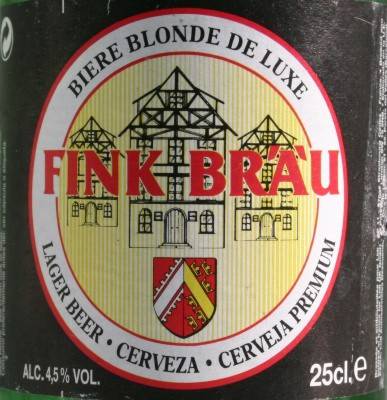 BIERE BLONDE DE LUXE
FINK BRÄU
LAGER BEER • CERVEZA • CERVEJA PREMIUM
ALC. 4,5 % VOL.
25cl. e